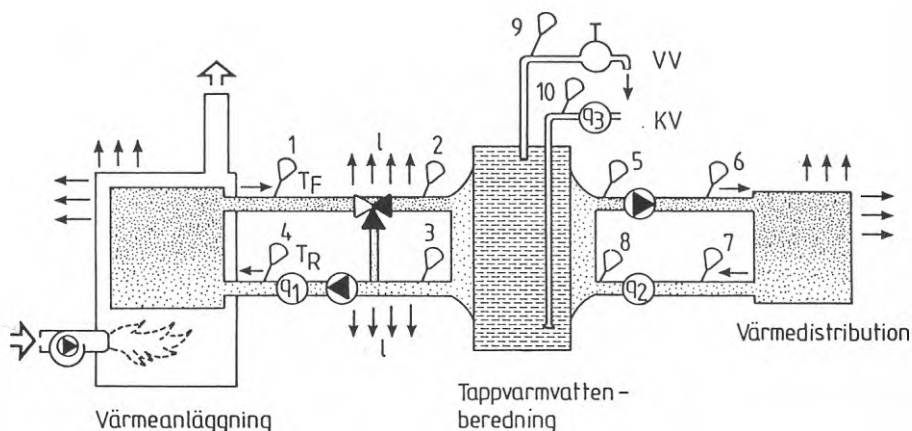 9
T
VV
10
q3
KV
1
l
2
5
6
TF
4
3
8
7
TR
q1
q2
l
Värmedistribution
Tappvarmvatten-
beredning
Värmeanläggning